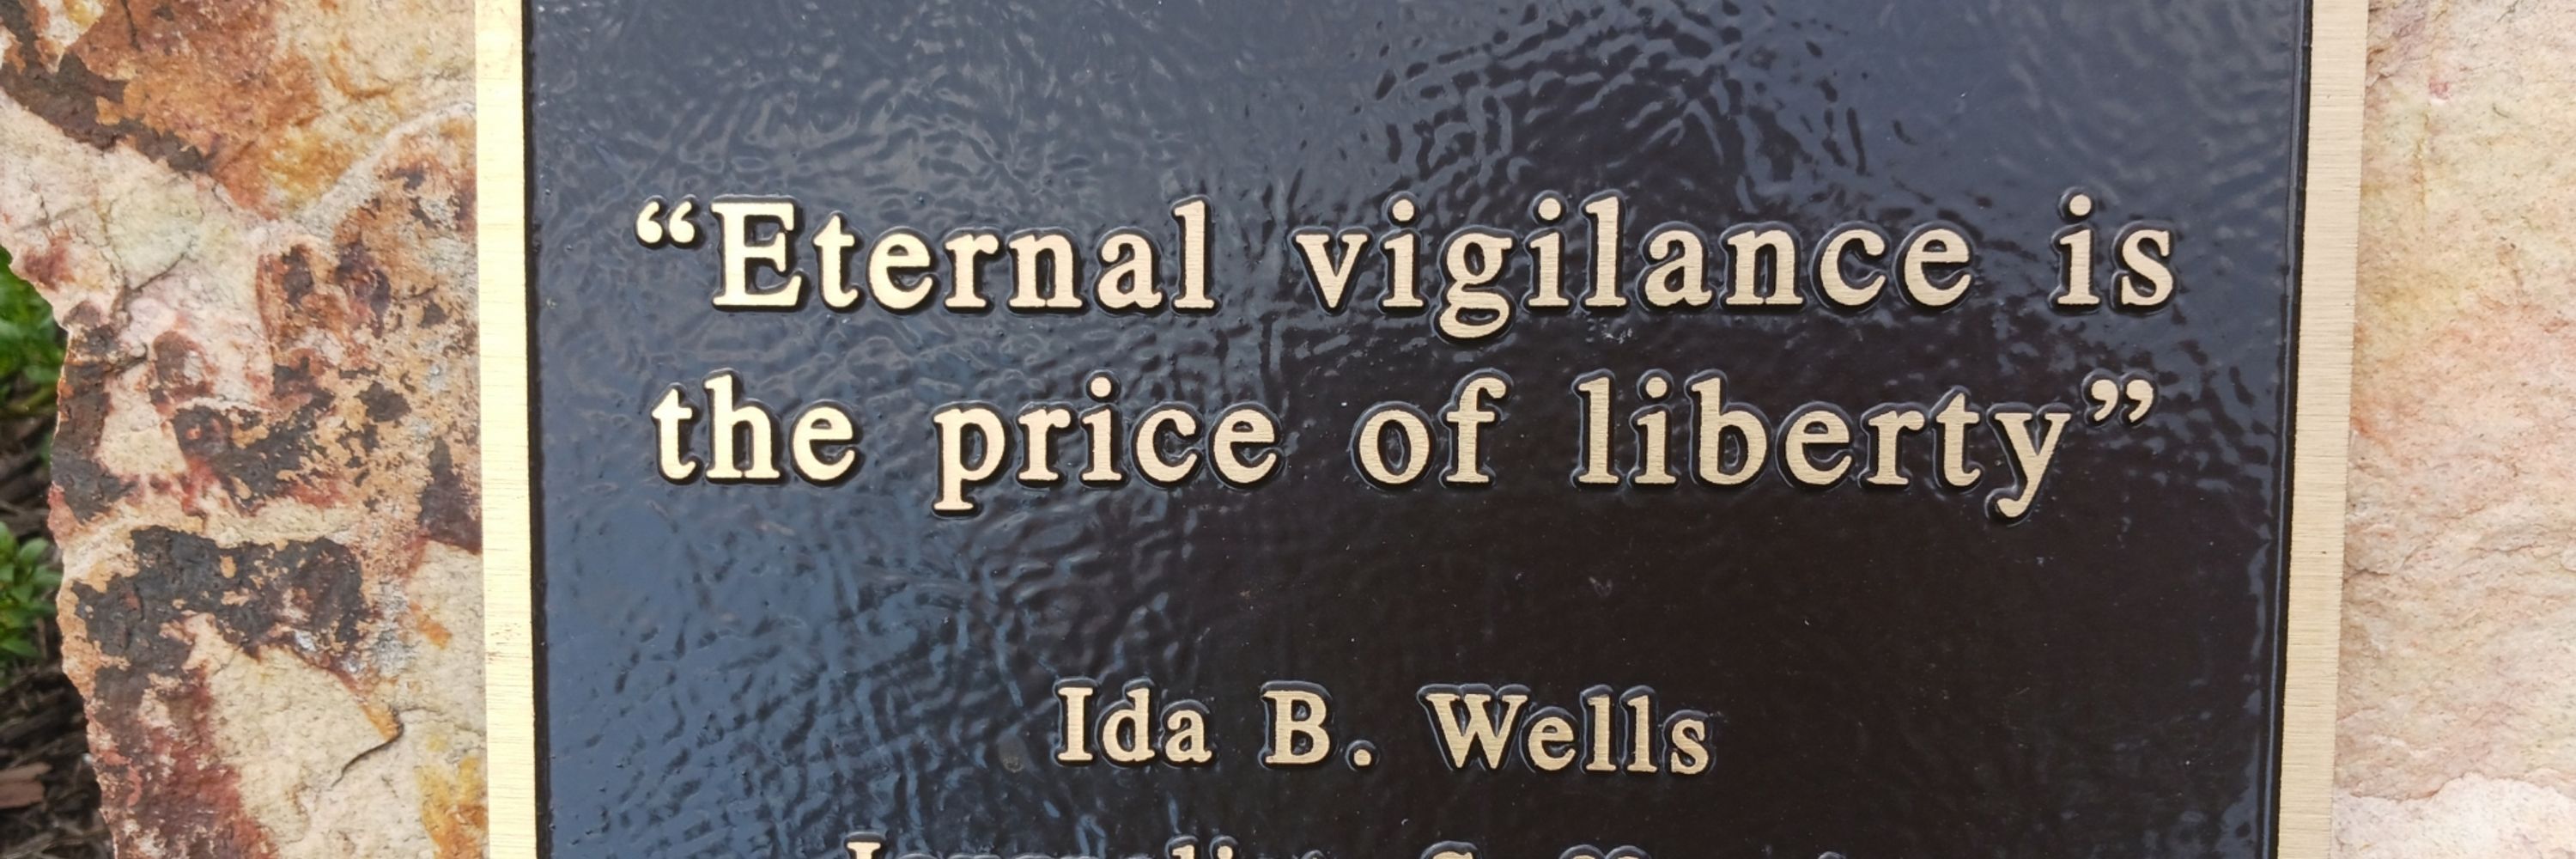 “Eternal vigilance is
the price of liberty”
Ida B. Wells